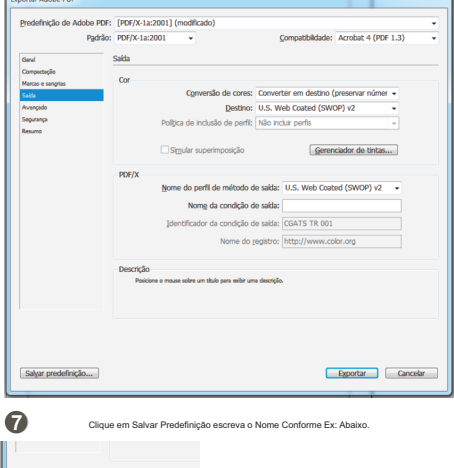 Exportar Adobe PDF
Predefinição de Adobe PDF: [PDF/X-1a:2001] (modificado)
Padrão: PDF/X-1a:2001 Compatibilidade: Acrobat 4 (PDF 1.3)
Geral
Compactação
Marcas e sangrias
Saída
Avançado
Segurança
Resumo
Saída
Cor
Conversão de cores: Converter em destino (preservar númer
Destino: U.S. Web Coated (SWOP) v2
Política de inclusão de perfil: Não incluir perfis
Simular superimposição Gerenciador de tintas...
PDF/X
Nome do perfil de método de saída: U.S. Web Coated (SWOP) v2
Nome da condição de saída:
Identificador da condição de saída: CGATS TR 001
Nome do registro: http://www.color.org
Descrição
Posicione o mouse sobre um título para exibir uma descrição.
Salvar predefinição... Exportar Cancelar
7 Clique em Salvar Predefinição escreva o Nome Conforme Ex: Abaixo.